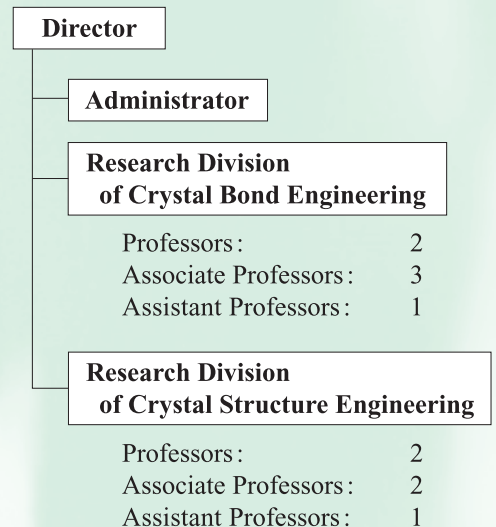 Director
Administrator
Research Division
of Crystal Bond Engineering
Professors: 2
Associate Professors: 3
Assistant Professors: 1
Research Division
of Crystal Structure Engineering
Professors: 2
Associate Professors: 2
Assistant Professors: 1